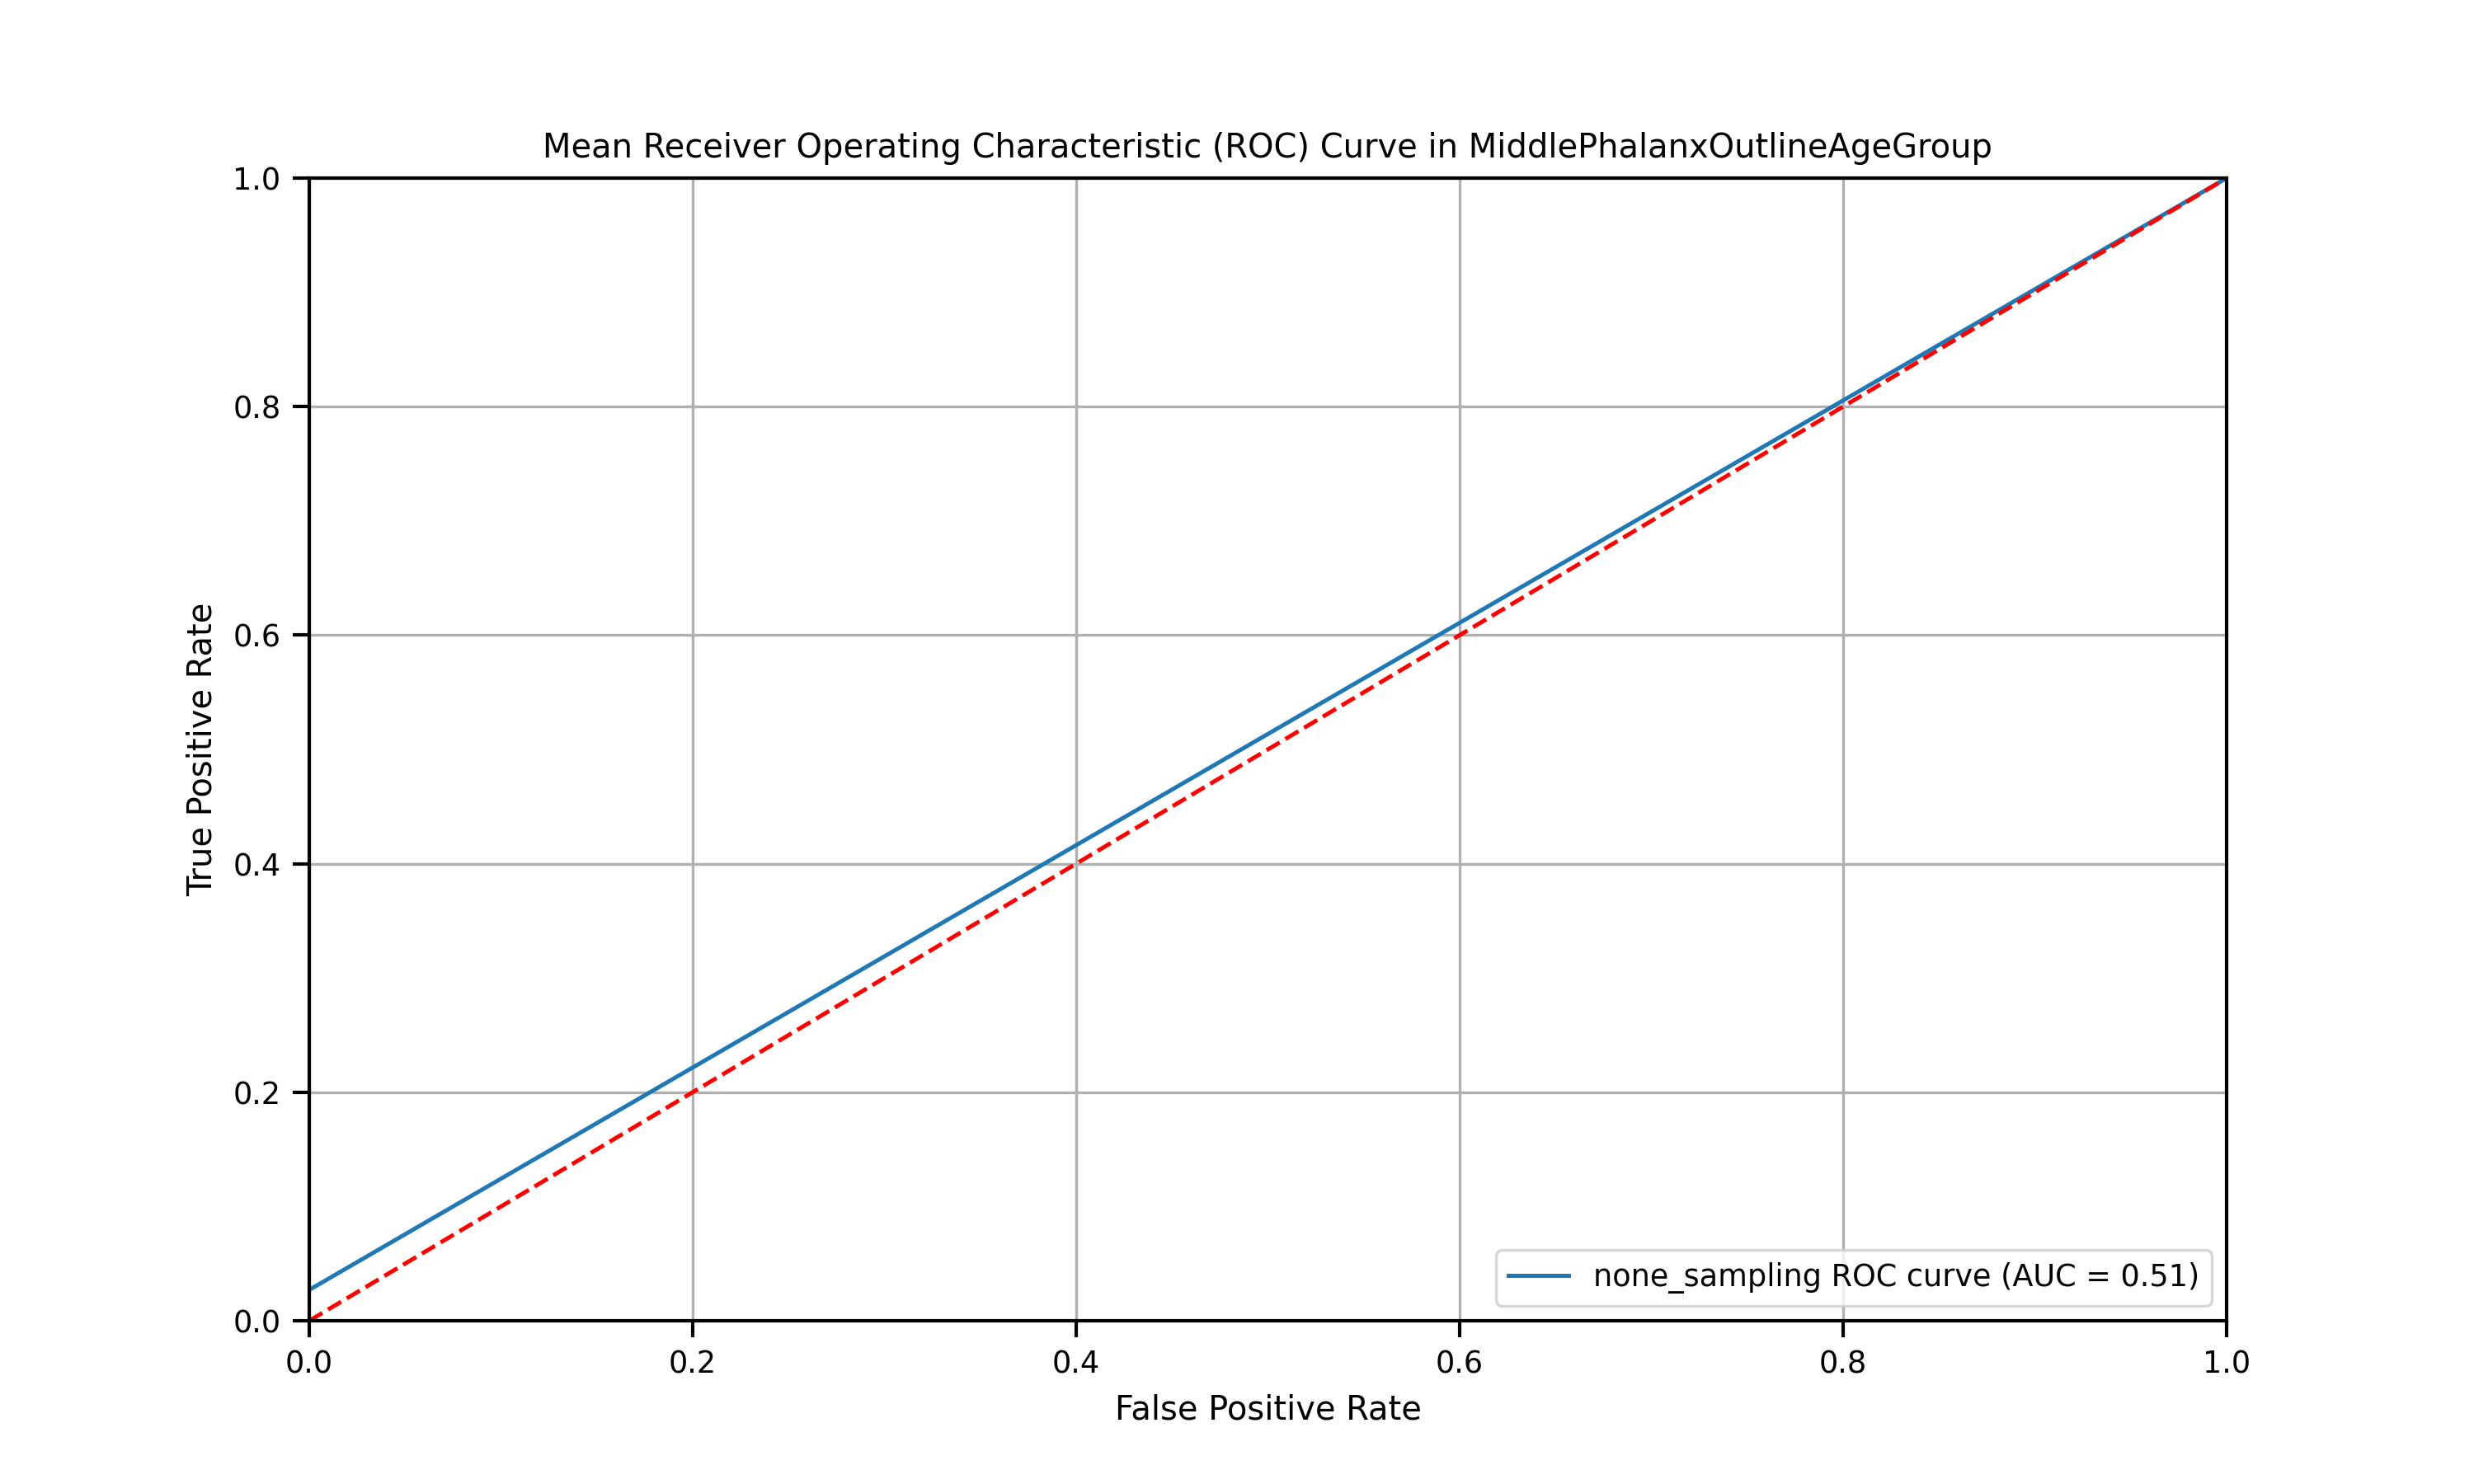 Mean Receiver Operating Characteristic (ROC) Curve in MiddlePhalanxOutlineAgeGroup
1.0
0.8
0.6
0.4
0.2
0.0
True Positive Rate
none_sampling ROC curve (AUC = 0.51)
0.0 0.2 0.4 0.6 0.8 1.0
False Positive Rate